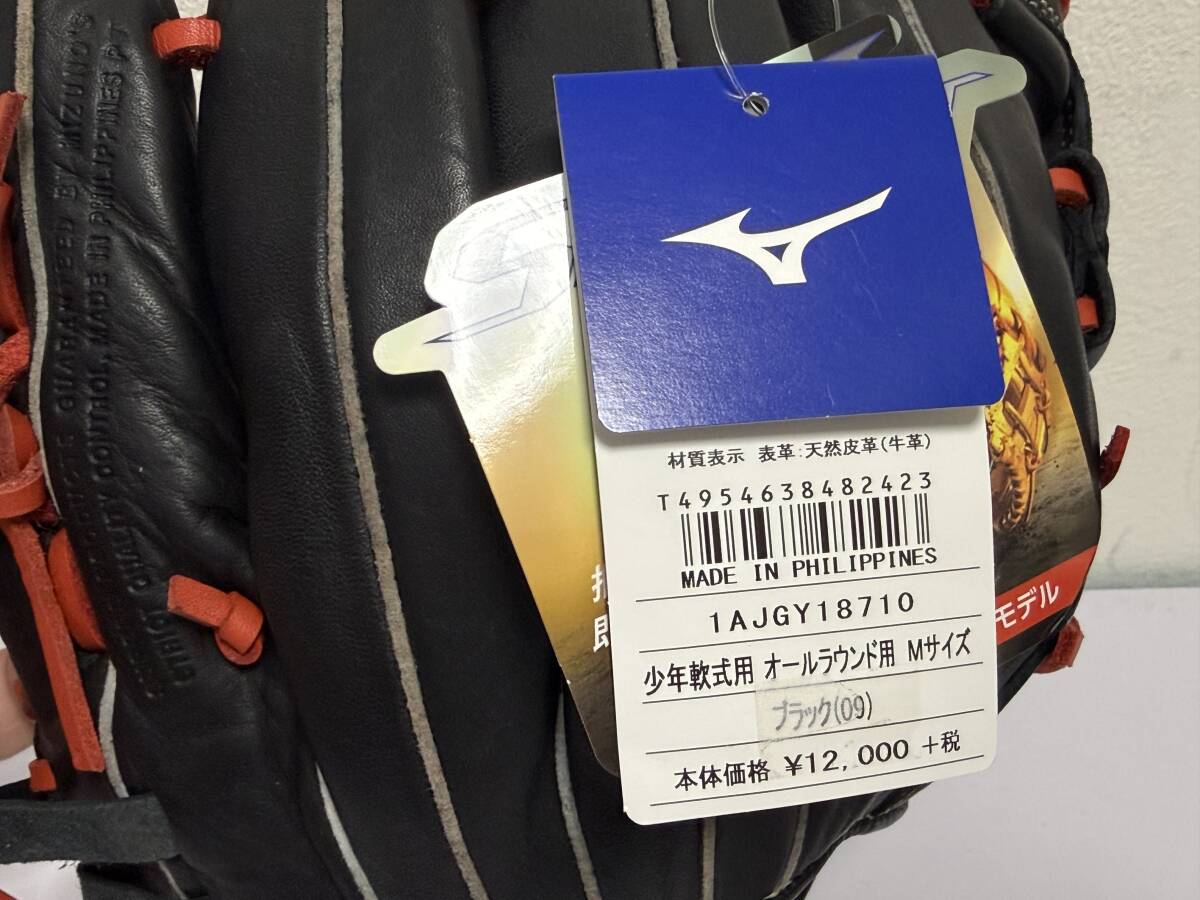 GUARANTEED BY MIZUNO'S
QUALITY CONTROL. MADE IN PHILIPPINES
材質表示 表革:天然皮革(牛革)
T4954638482423
MADE IN PHILIPPINES
1AJGY18710
少年軟式用 オールラウンド用 Mサイズ
ブラック(09)
本体価格 ¥12,000 +税
モデル